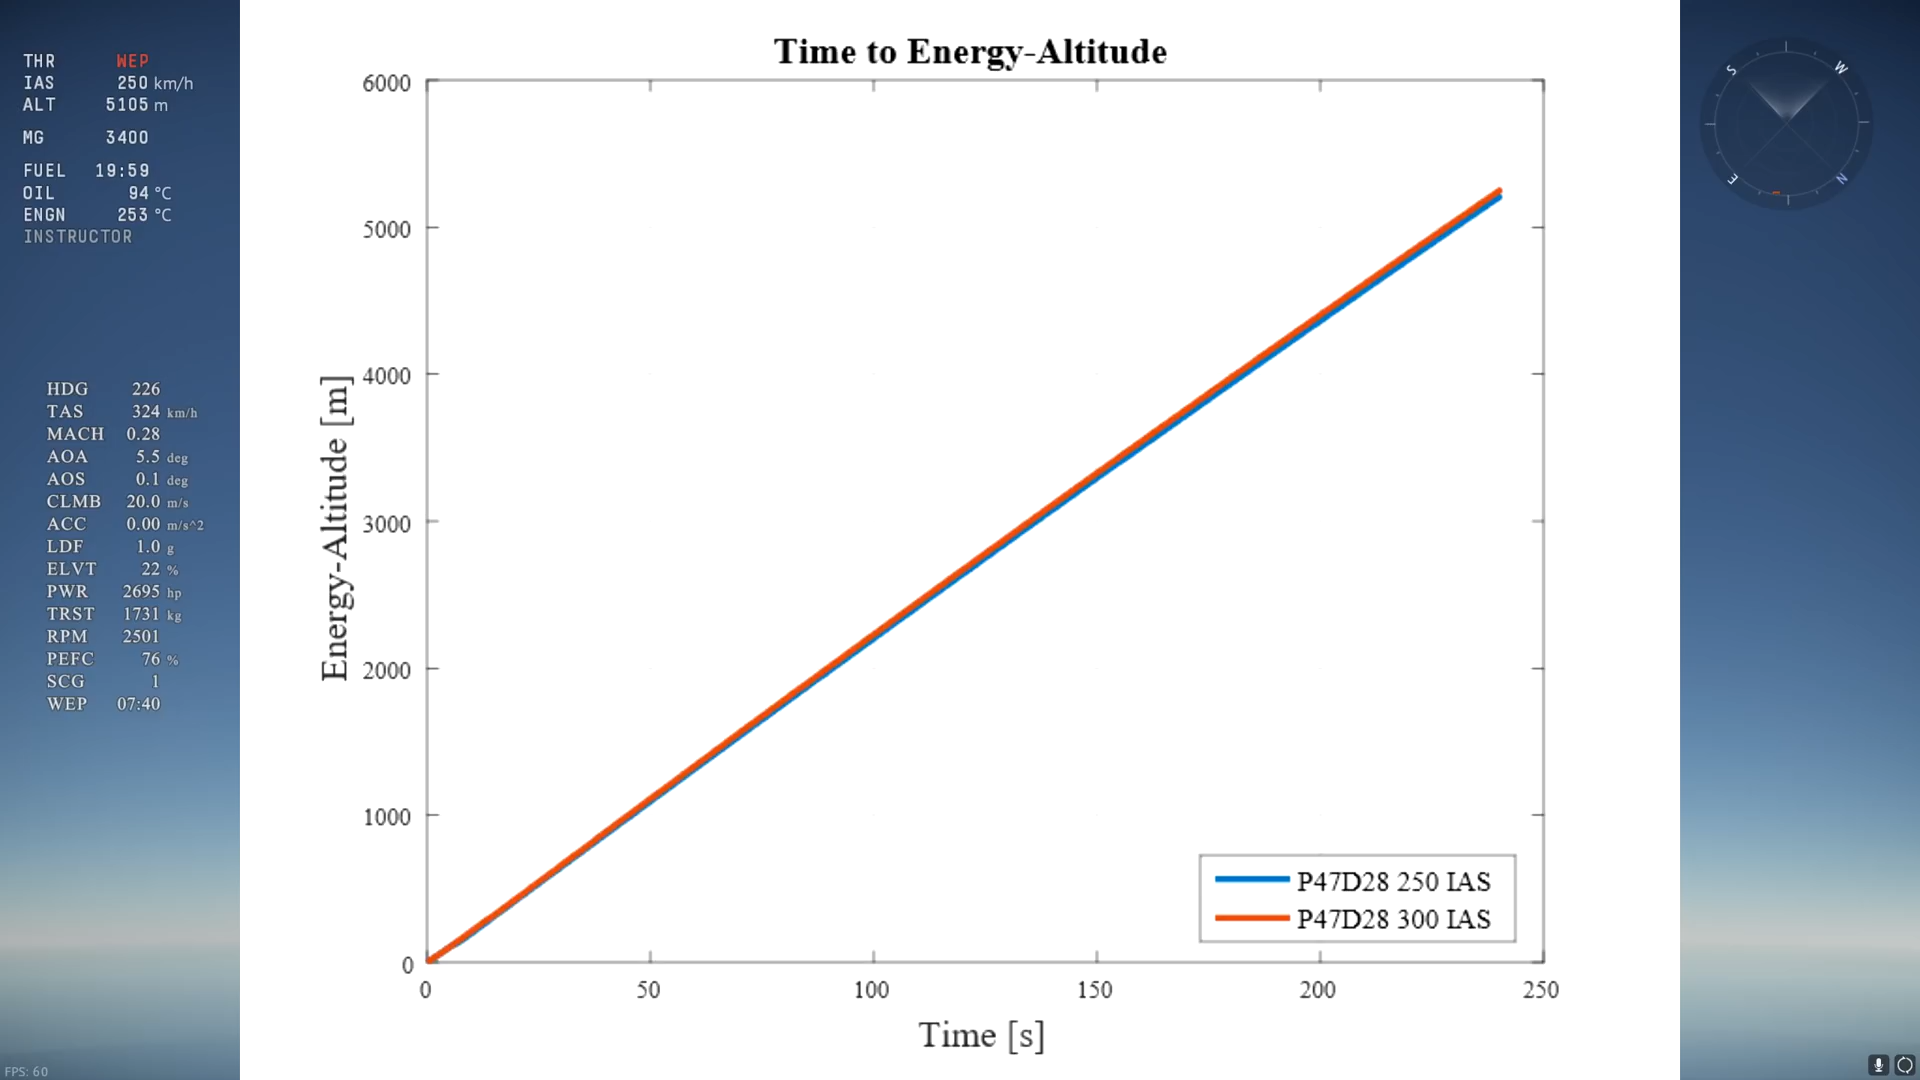 THR WEP
IAS 250 km/h
ALT 5105 m
MG 3400
FUEL 19:59
OIL 94 °C
ENGN 253 °C
INSTRUCTOR
HDG 226
TAS 324 km/h
MACH 0.28
AOA 5.5 deg
AOS 0.1 deg
CLMB 20.0 m/s
ACC 0.00 m/s^2
LDF 1.0 g
ELVT 22 %
PWR 2695 hp
TRST 1731 kg
RPM 2501
PEFC 76 %
SCG 1
WEP 07:40
FPS: 60
Time to Energy-Altitude
Energy-Altitude [m]
6000
5000
4000
3000
2000
1000
0
0 50 100 150 200 250
Time [s]
P47D28 250 IAS
P47D28 300 IAS
S W
E N